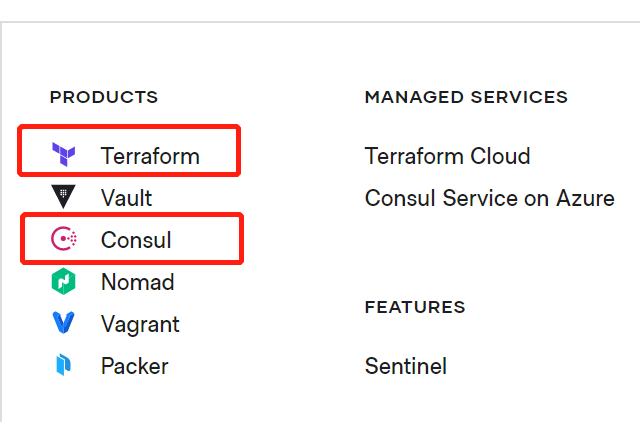 PRODUCTS
Terraform
Vault
Consul
Nomad
Vagrant
Packer
MANAGED SERVICES
Terraform Cloud
Consul Service on Azure
FEATURES
Sentinel